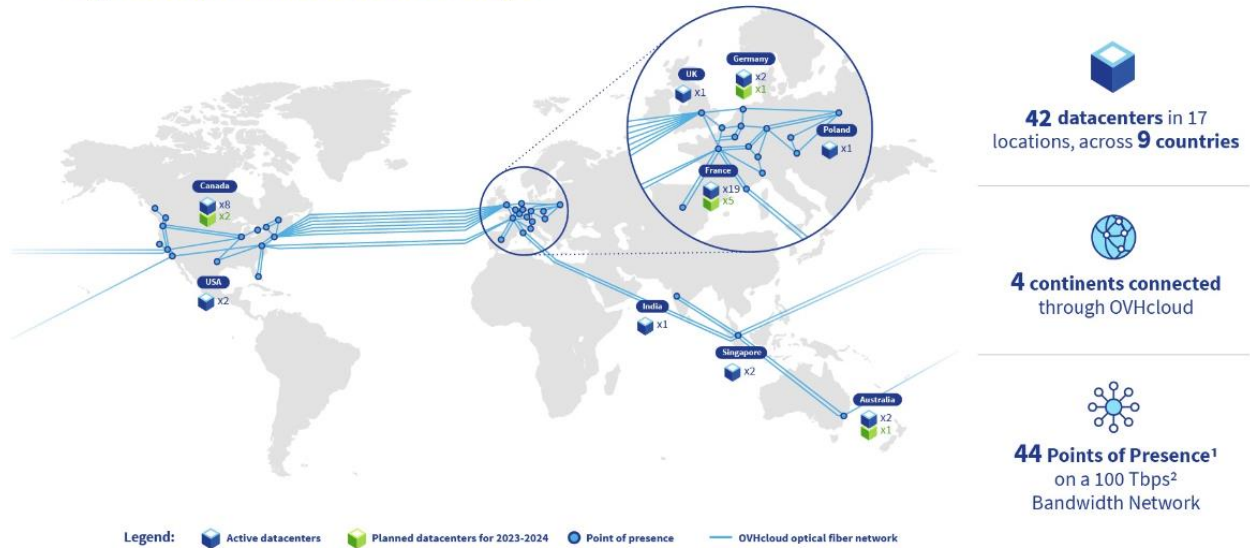 Germany
x2
x1
UK
x1
Poland
x1
France
x19
x5
Canada
x8
x2
USA
x2
India
x1
Singapore
x2
Australia
x2
x1
42 datacenters in 17
locations, across 9 countries
4 continents connected
through OVHcloud
44 Points of Presence¹
on a 100 Tbps²
Bandwidth Network
Legend: Active datacenters Planned datacenters for 2023-2024 Point of presence OVHcloud optical fiber network